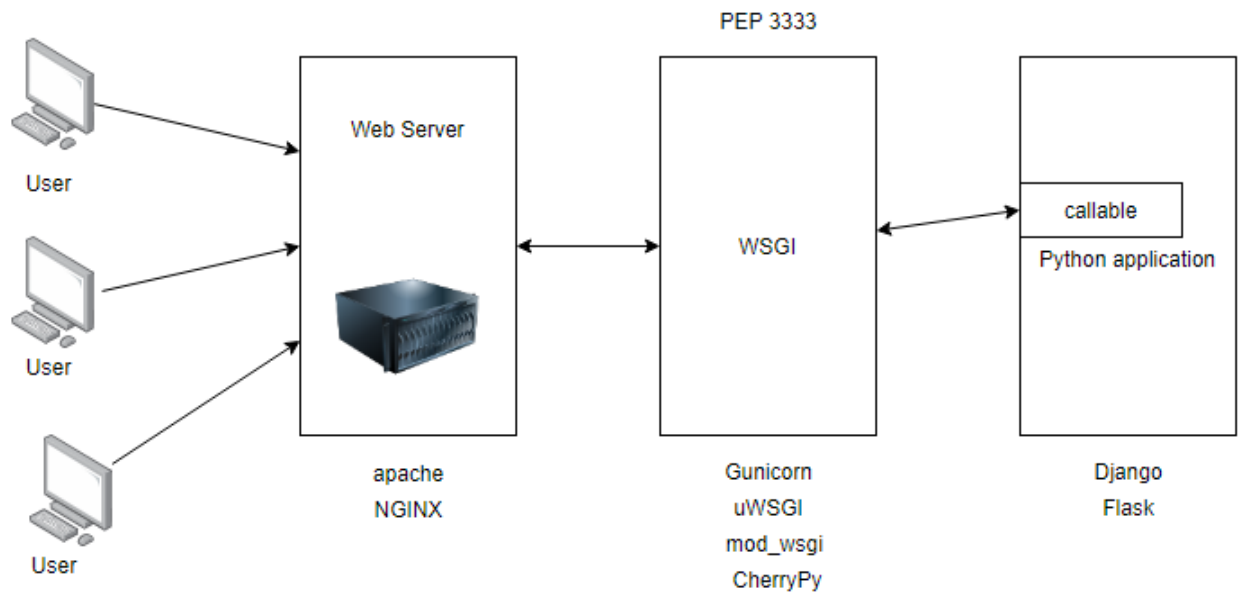 PEP 3333
User
User
User
Web Server
apache
NGINX
WSGI
Gunicorn
uWSGI
mod_wsgi
CherryPy
callable
Python application
Django
Flask